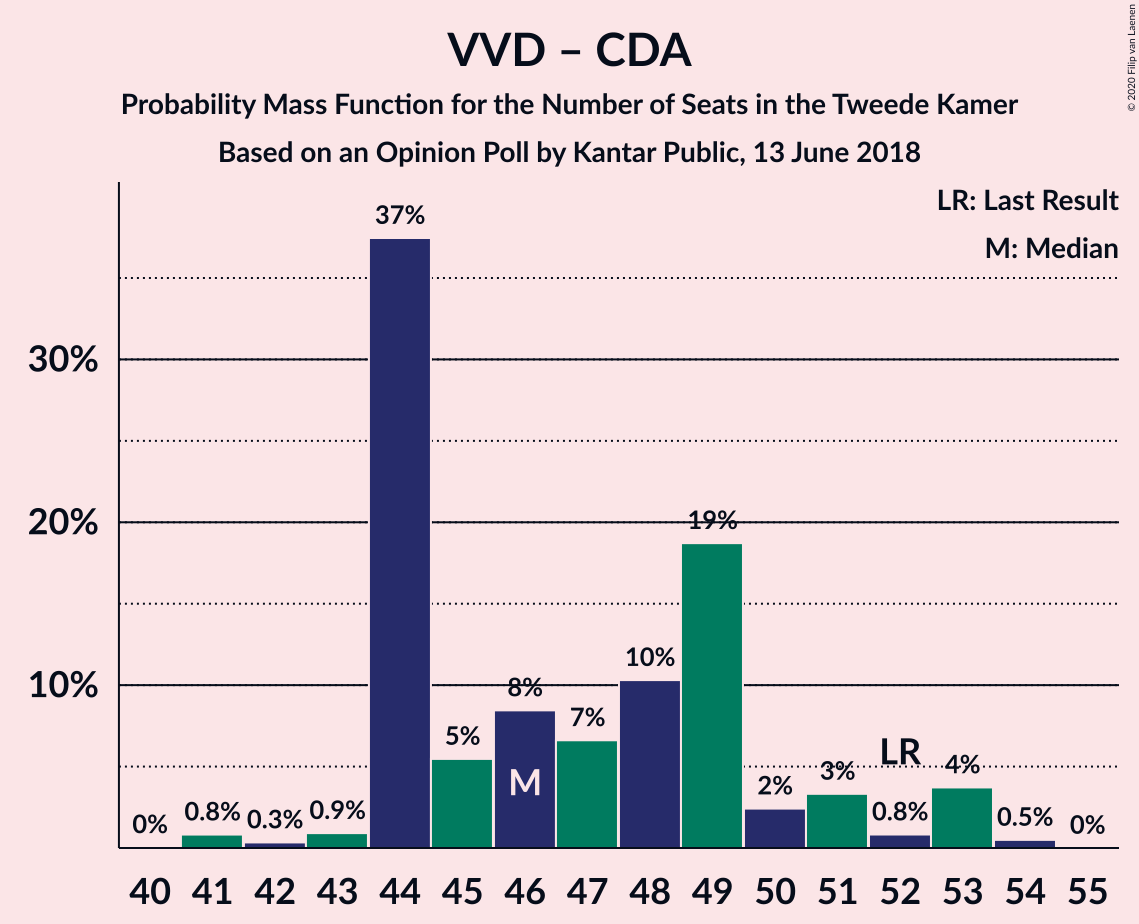 VVD – CDA
Probability Mass Function for the Number of Seats in the Tweede Kamer
Based on an Opinion Poll by Kantar Public, 13 June 2018
© 2020 Filip van Laenen
LR: Last Result
M: Median
30%
20%
10%
0%
0.8%
0.3%
0.9%
37%
5%
8%
7%
10%
19%
2%
3%
0.8%
4%
0.5%
0%
M
LR
40 41 42 43 44 45 46 47 48 49 50 51 52 53 54 55